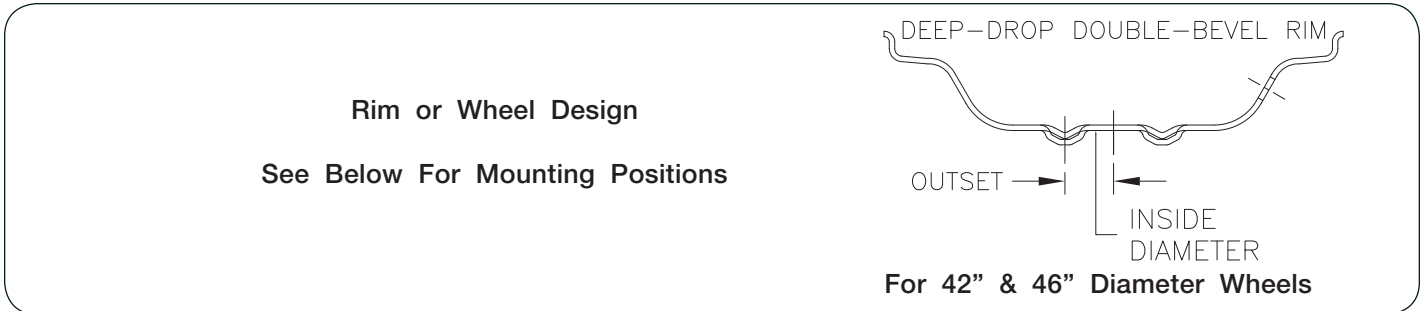 Rim or Wheel Design
See Below For Mounting Positions
DEEP-DROP DOUBLE-BEVEL RIM
OUTSET
INSIDE
DIAMETER
For 42” & 46” Diameter Wheels